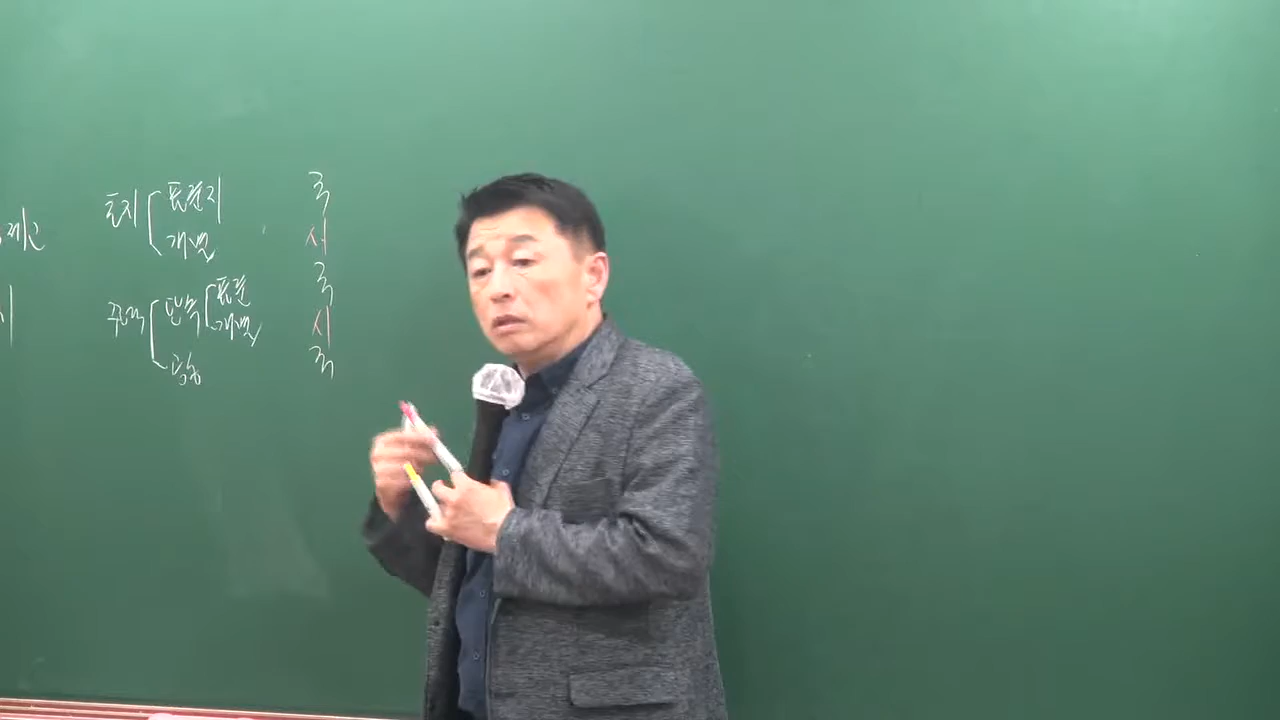 토지 표준지 국
개별 시
주택 단독 표준 국
개별 시
공동 국